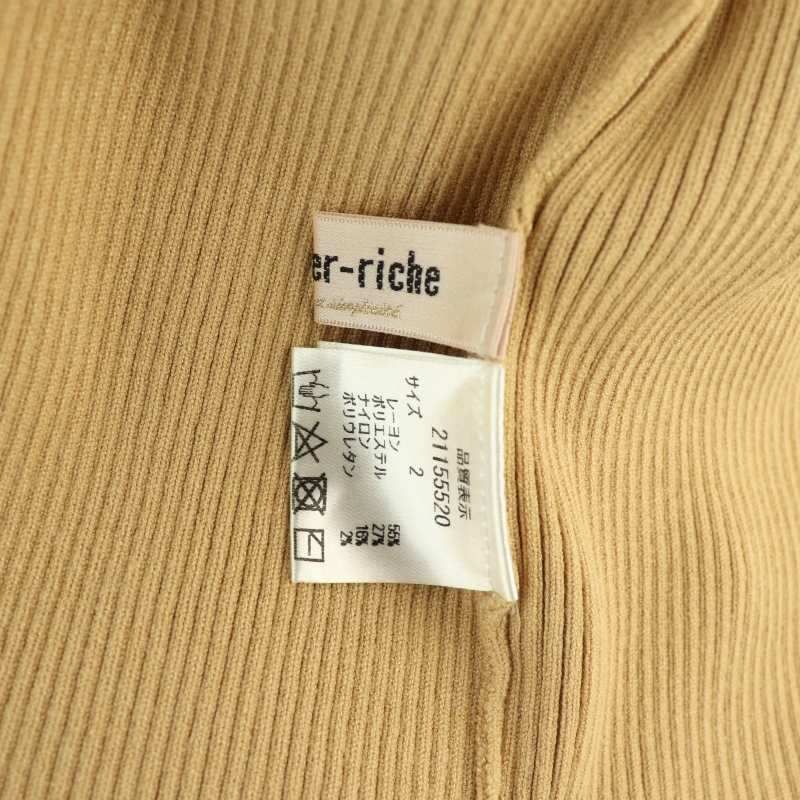 er-riche
品質表示
21155520
サイズ 2
レーヨン 55%
ポリエステル 27%
ナイロン 16%
ポリウレタン 2%